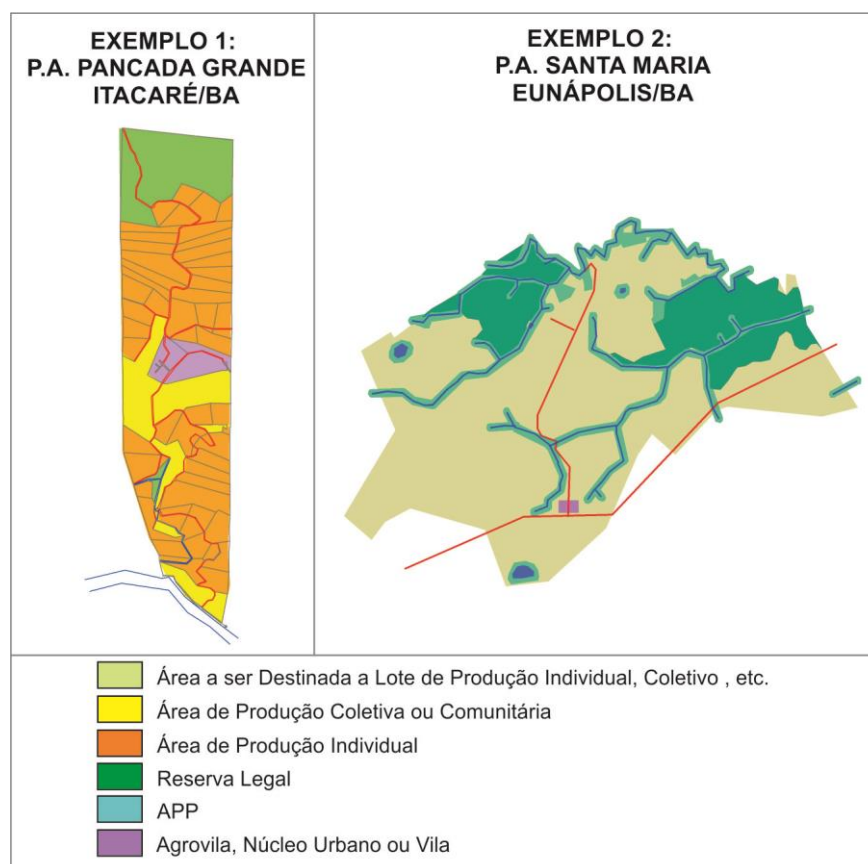 EXEMPLO 1:
P.A. PANCADA GRANDE
ITACARÉ/BA
EXEMPLO 2:
P.A. SANTA MARIA
EUNÁPOLIS/BA
Área a ser Destinada a Lote de Produção Individual, Coletivo , etc.
Área de Produção Coletiva ou Comunitária
Área de Produção Individual
Reserva Legal
APP
Agrovila, Núcleo Urbano ou Vila